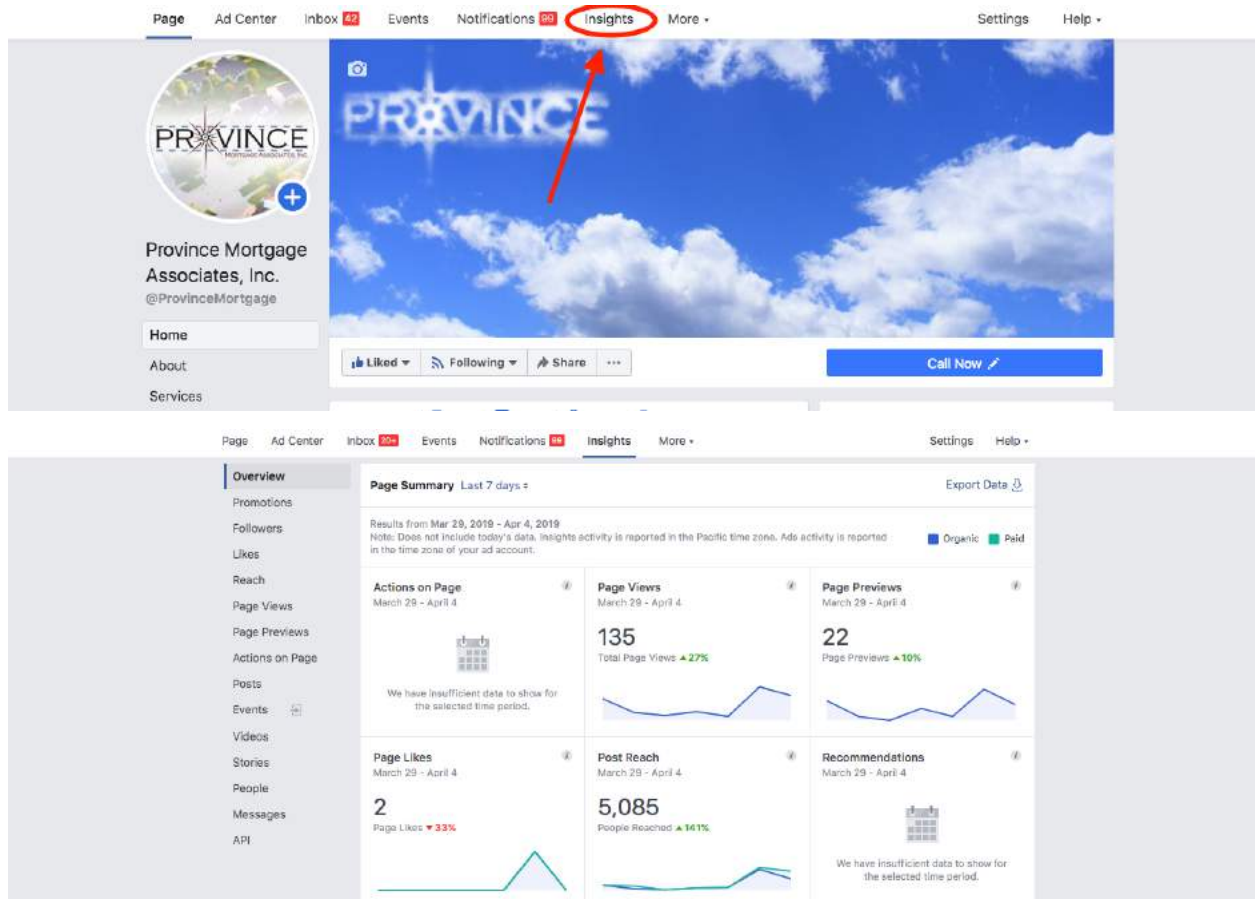 Page Ad Center Inbox 42 Events Notifications 99 Insights More Settings Help
PROVINCE
PROVINCE
MORTGAGE ASSOCIATES, INC.
Province Mortgage
Associates, Inc.
@ProvinceMortgage
Home
About
Services
Liked Following Share ...
Call Now
Page Ad Center Inbox 20+ Events Notifications 99 Insights More Settings Help
Overview
Promotions
Followers
Likes
Reach
Page Views
Page Previews
Actions on Page
Posts
Events
Videos
Stories
People
Messages
API
Page Summary Last 7 days
Export Data
Results from Mar 29, 2019 - Apr 4, 2019
Note: Does not include today's data. Insights activity is reported in the Pacific time zone. Ads activity is reported
in the time zone of your ad account.
Organic Paid
Actions on Page
March 29 - April 4
We have insufficient data to show for
the selected time period.
Page Views
March 29 - April 4
135
Total Page Views ▲27%
Page Previews
March 29 - April 4
22
Page Previews ▲10%
Page Likes
March 29 - April 4
2
Page Likes ▼33%
Post Reach
March 29 - April 4
5,085
People Reached ▲141%
Recommendations
March 29 - April 4
We have insufficient data to show for
the selected time period.